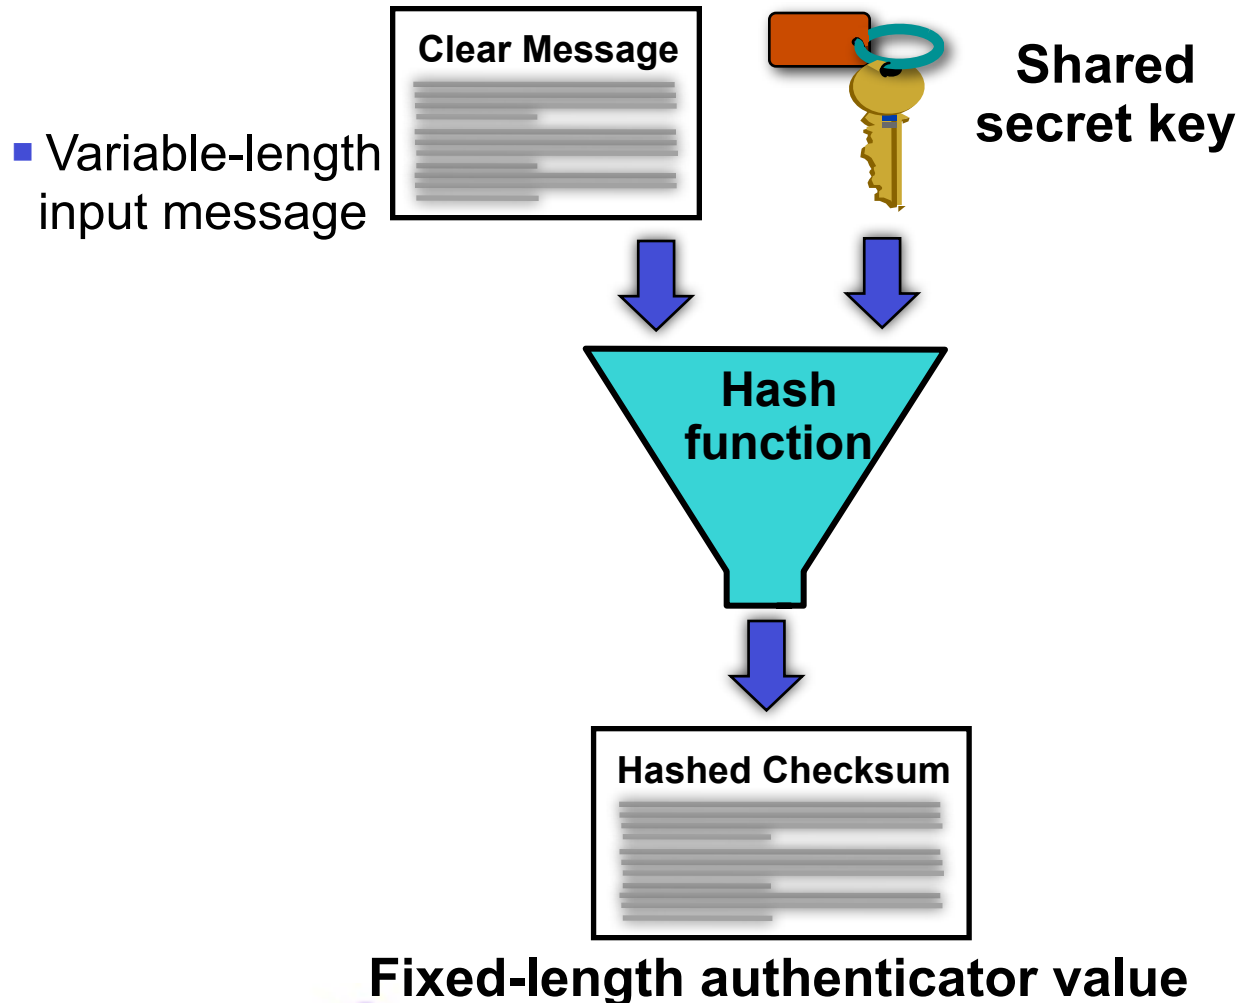 Clear Message
Shared
secret key
▪ Variable-length
input message
Hash
function
Hashed Checksum
Fixed-length authenticator value